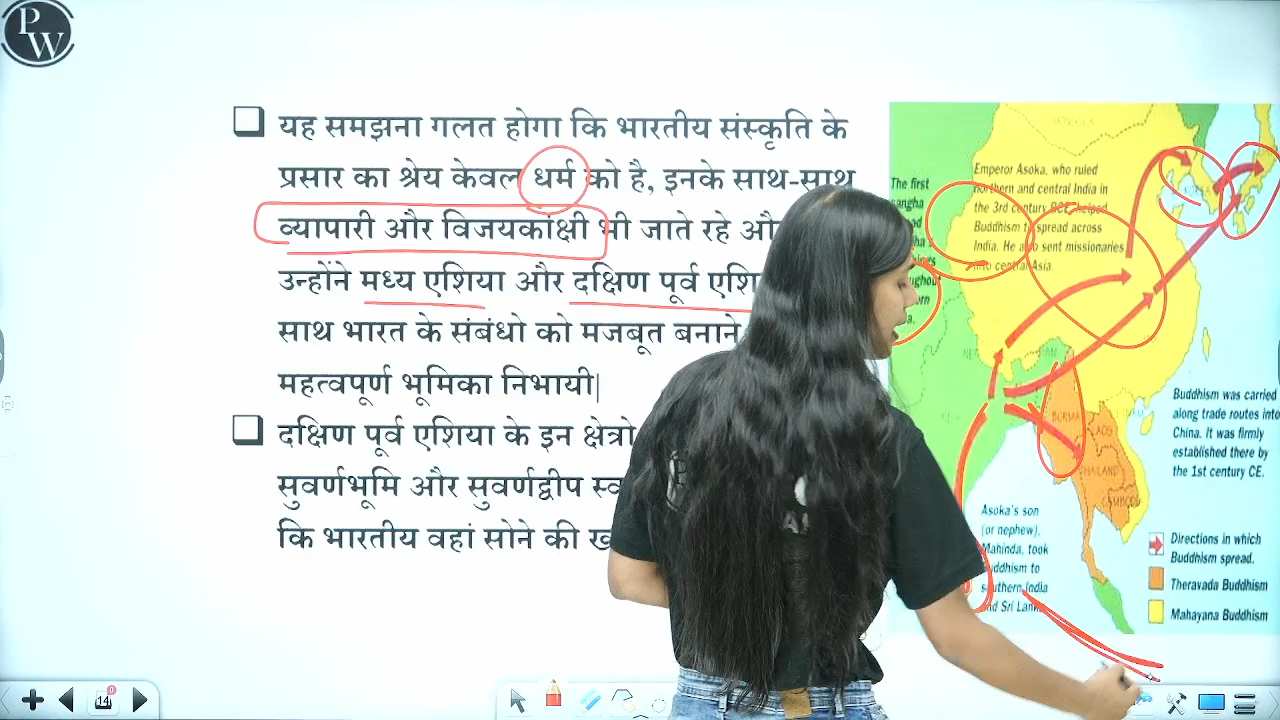 P
W
यह समझना गलत होगा कि भारतीय संस्कृति के
प्रसार का श्रेय केवल धर्म को है, इनके साथ-साथ
व्यापारी और विजयकांक्षी भी जाते रहे
उन्होंने मध्य एशिया और दक्षिण पूर्व
साथ भारत के संबंधो को मजबूत बनाने
महत्वपूर्ण भूमिका निभायी|
दक्षिण पूर्व एशिया के इन क्षेत्रो
सुवर्णभूमि और सुवर्णद्वीप
कि भारतीय वहां सोने की
MONGOLIA
The first
sangha
Emperor Asoka, who ruled
northern and central India in
the 3rd century BCE, helped
Buddhism to spread across
India. He also sent missionaries
into central Asia.
BURMA
LAOS
THAILAND
CAMBODIA
Buddhism was carried
along trade routes into
China. It was firmly
established there by
the 1st century CE.
Asoka's son
(or nephew),
Mahinda, took
Buddhism to
southern India
and Sri Lanka
Directions in which
Buddhism spread.
Theravada Buddhism
Mahayana Buddhism
14